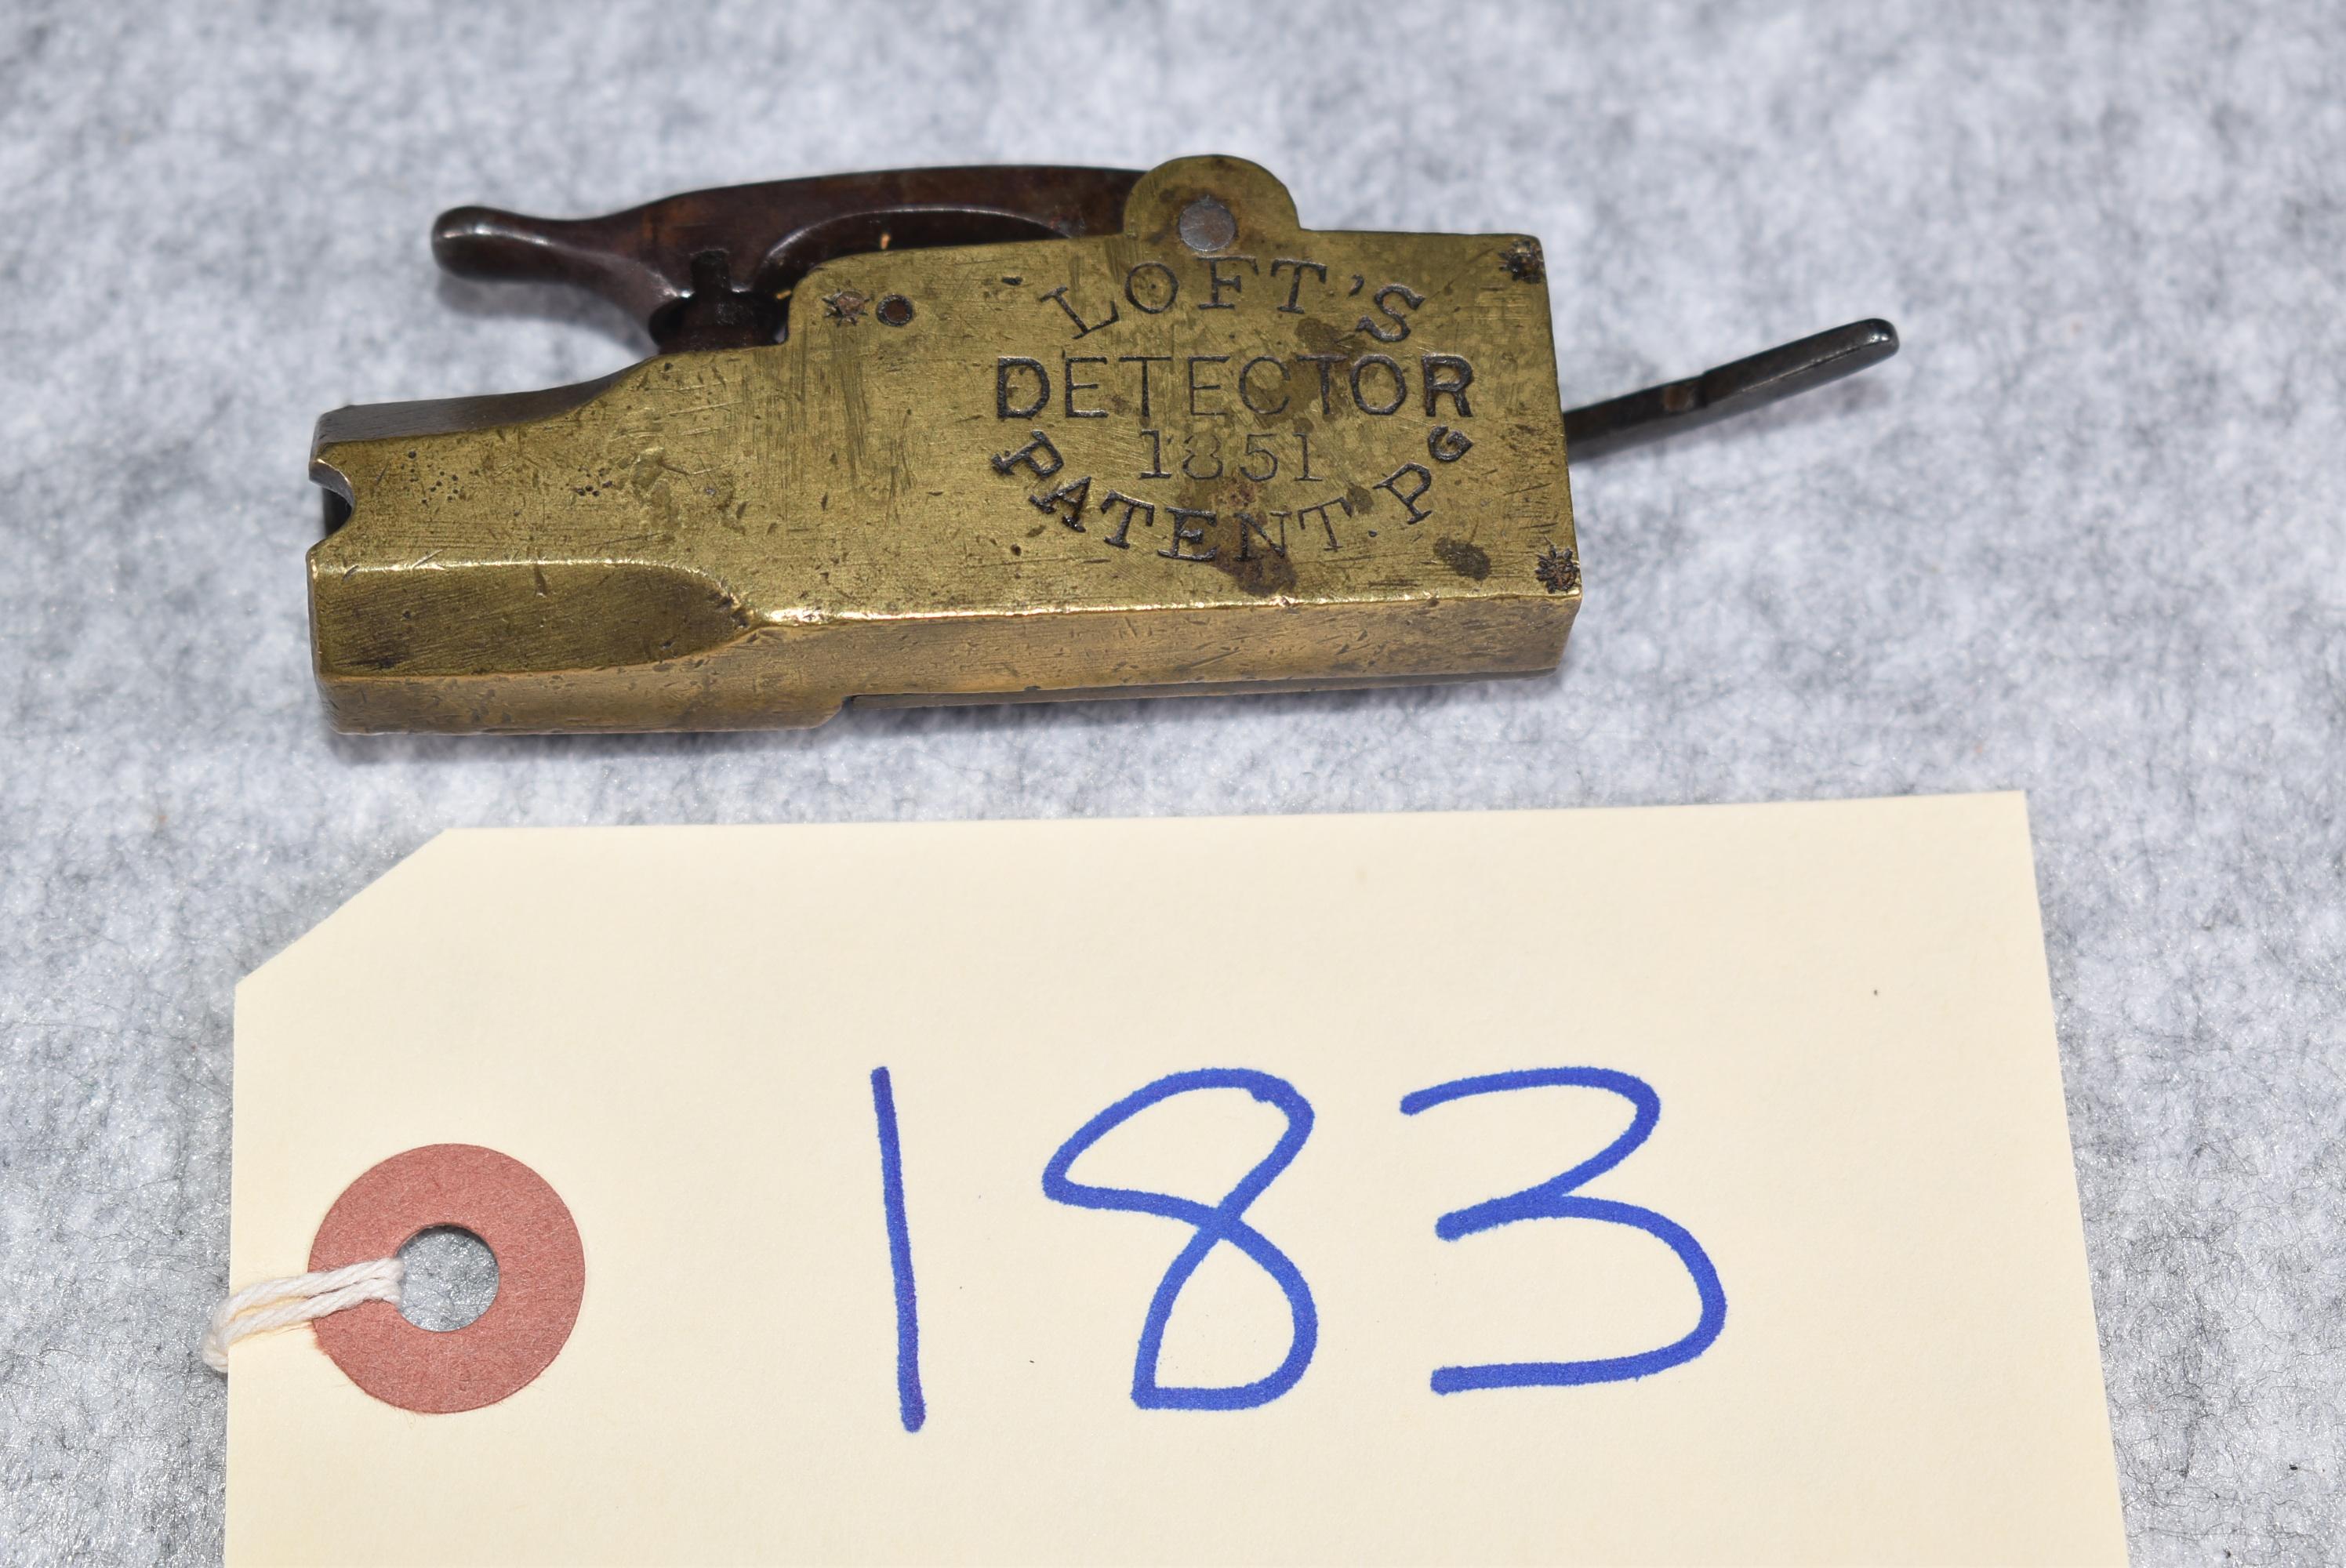 LOFT'S
DETECTOR
1851
PATENT. PG
183